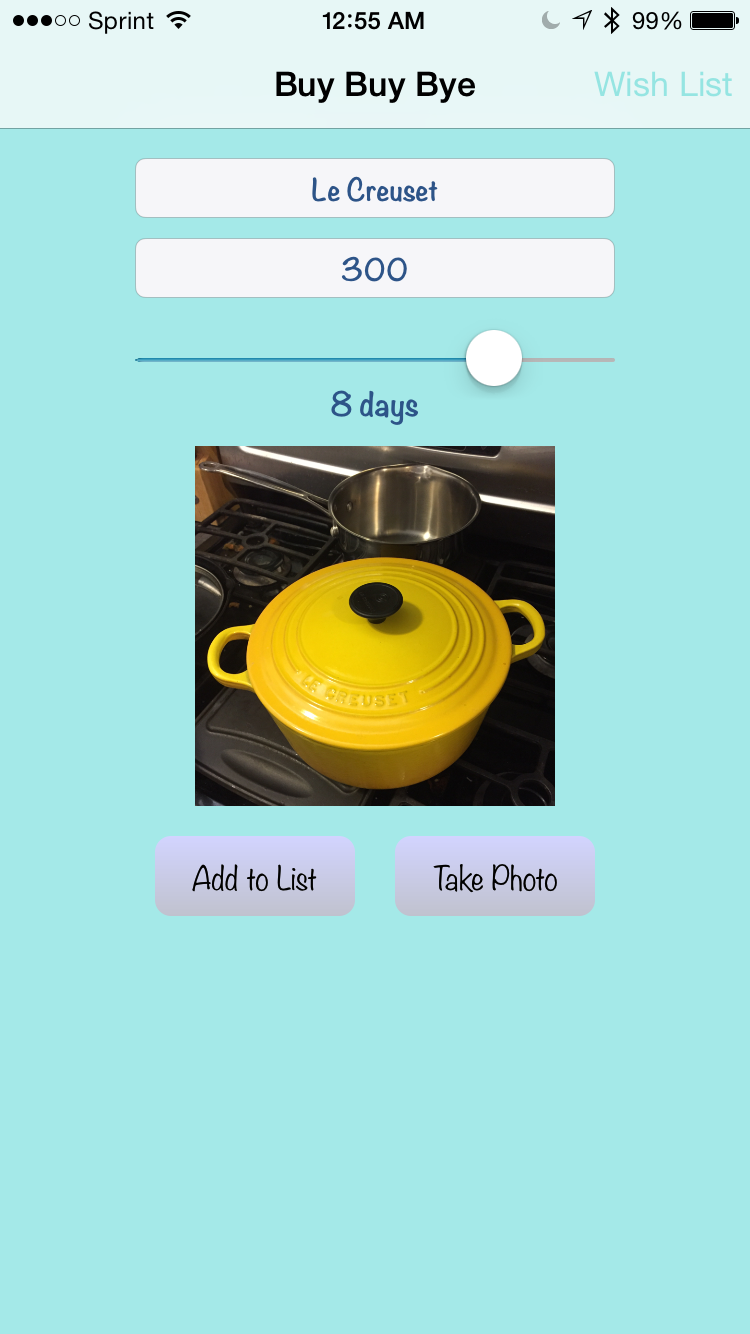 Sprint 12:55 AM 99%
Buy Buy Bye Wish List
Le Creuset
300
8 days
LE CREUSET
Add to List Take Photo